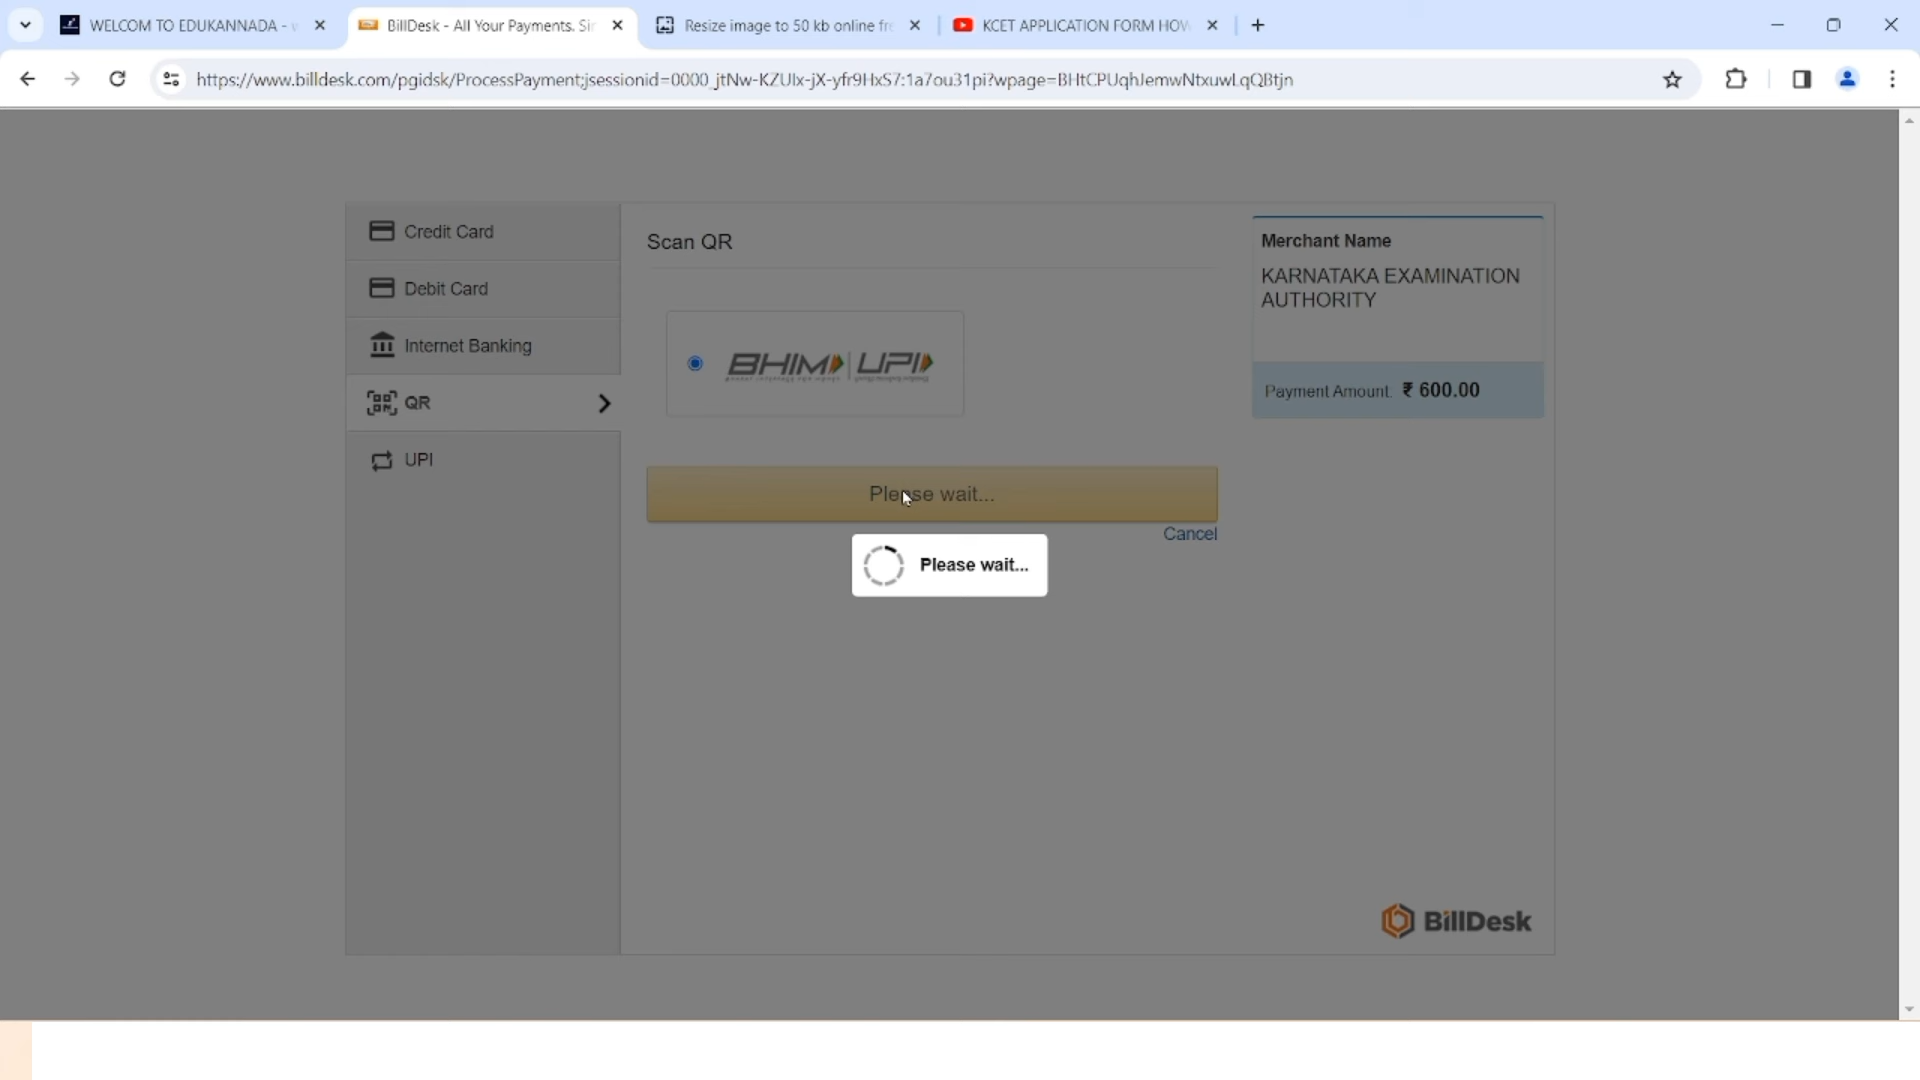 WELCOM TO EDUKANNADA -
BillDesk - All Your Payments. Sir
Resize image to 50 kb online fre
KCET APPLICATION FORM HOW
https://www.billdesk.com/pgidsk/ProcessPayment;jsessionid=0000_jtNw-KZUlx-jX-yfr9HxS7:1a7ou31pi?wpage=BHtCPUqhJemwNtxuwLqQBtjn
Credit Card
Debit Card
Internet Banking
QR
UPI
Scan QR
BHIM UPI
Please wait...
Cancel
Please wait...
Merchant Name
KARNATAKA EXAMINATION
AUTHORITY
Payment Amount: ₹ 600.00
BillDesk